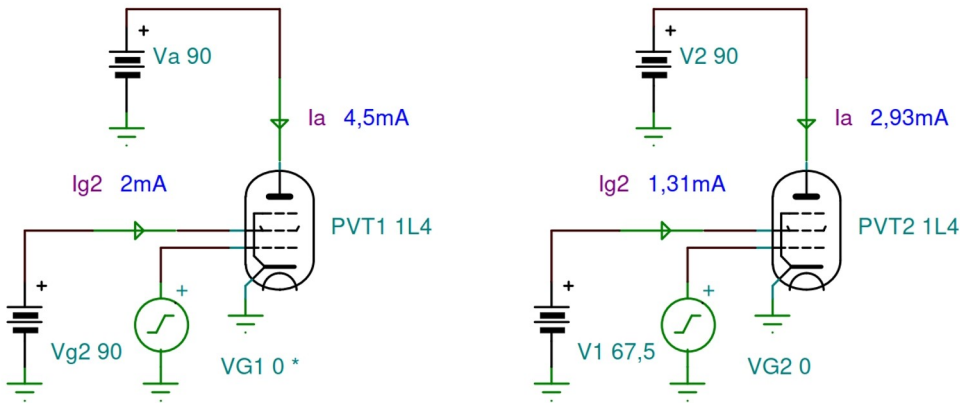 +
Va 90
Ia 4,5mA
Ig2 2mA
PVT1 1L4
+
+
Vg2 90
VG1 0 *
+
V2 90
Ia 2,93mA
Ig2 1,31mA
PVT2 1L4
+
+
V1 67,5
VG2 0